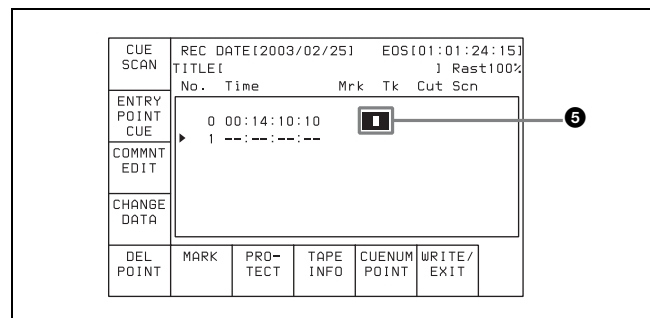 CUE SCAN
REC DATE[2003/02/25] EOS[01:01:24:15]
TITLE[ ] Rast100%
No. Time Mrk Tk Cut Scn
ENTRY POINT CUE
0 00:14:10:10
1 --:--:--:--
COMMNT EDIT
CHANGE DATA
DEL POINT
MARK
PRO-TECT
TAPE INFO
CUENUM POINT
WRITE/EXIT
5